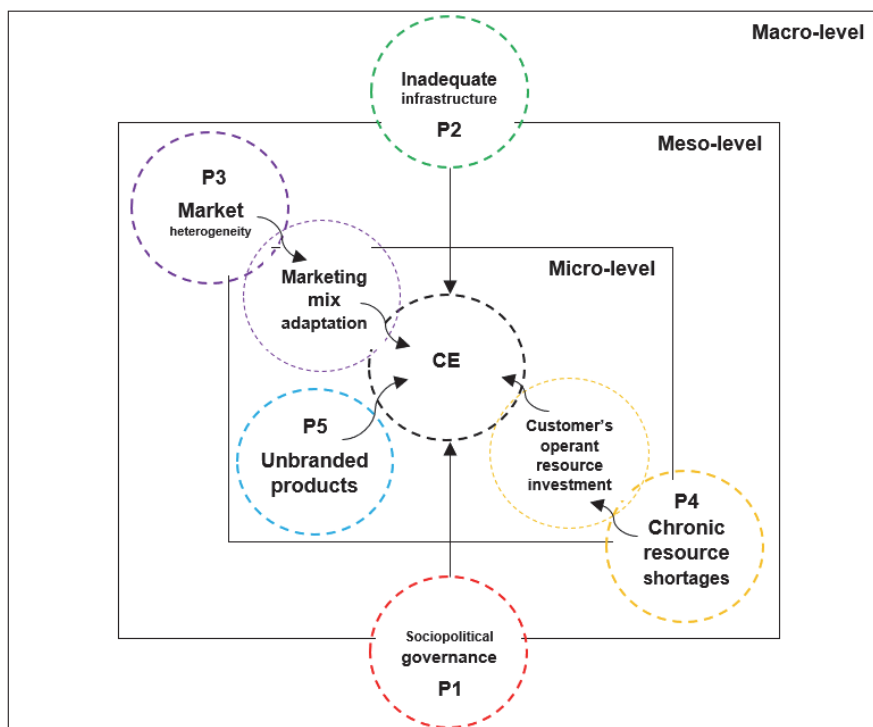 Macro-level
Inadequate
infrastructure
P2
Meso-level
P3
Market
heterogeneity
Micro-level
Marketing
mix
adaptation
CE
P5
Unbranded
products
Customer's
operant
resource
investment
P4
Chronic
resource
shortages
Sociopolitical
governance
P1